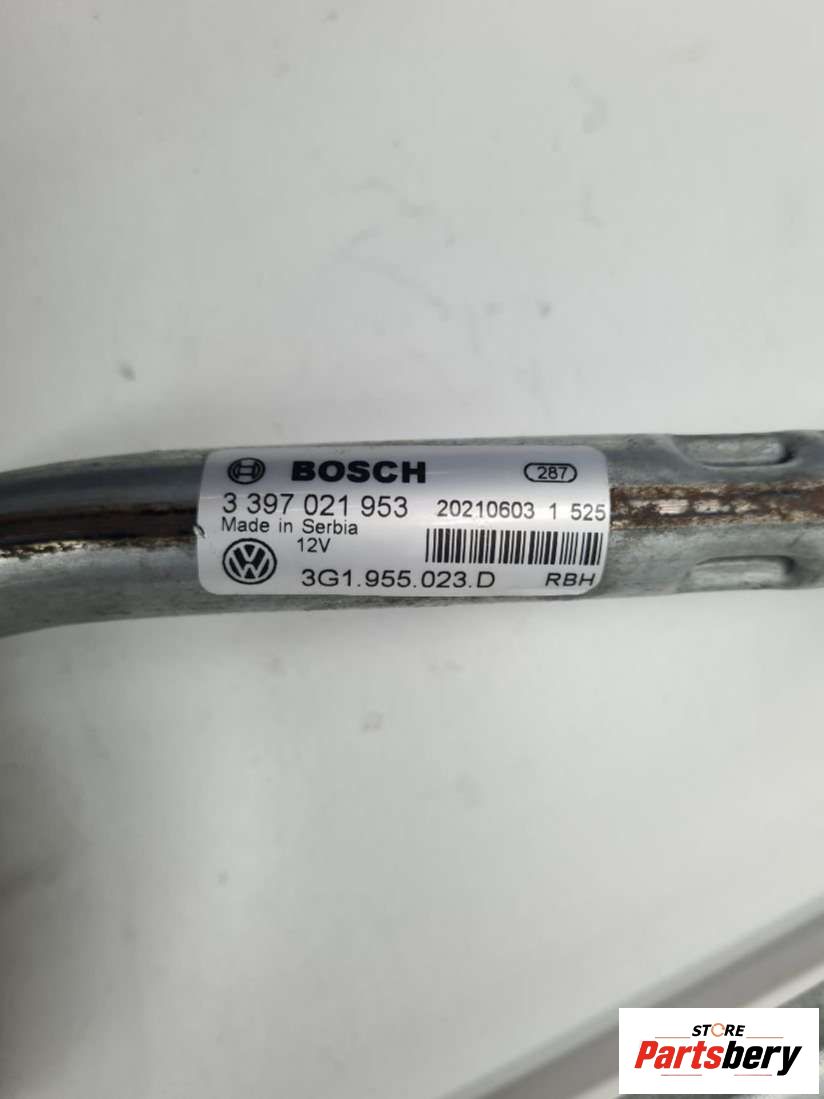 BOSCH 287
3 397 021 953 20210603 1 525
Made in Serbia
12V
3G1.955.023.D RBH
STORE
Partsbery